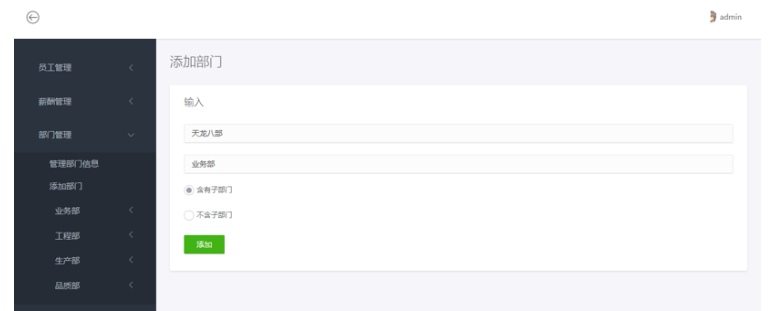 admin
员工管理
薪酬管理
部门管理
管理部门信息
添加部门
业务部
工程部
生产部
品质部
添加部门
输入
天龙八部
业务部
含有子部门
不含子部门
添加